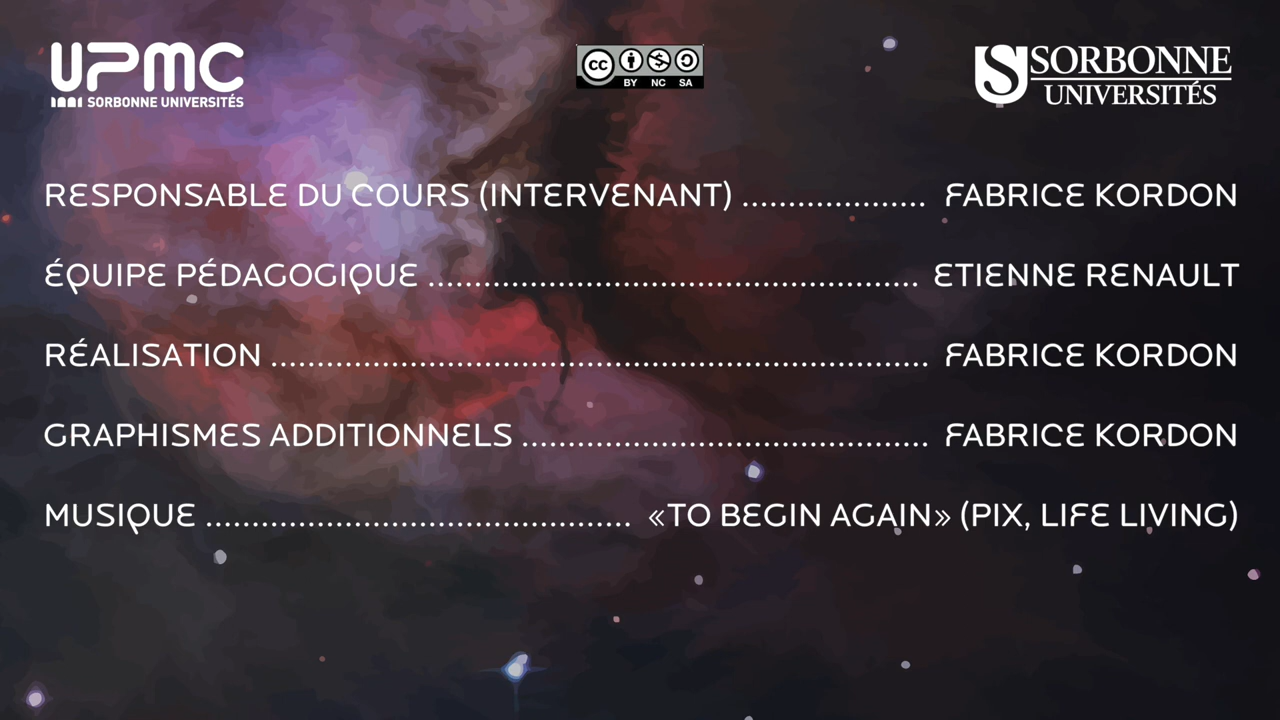 UPMC
SORBONNE UNIVERSITÉS
CC BY NC SA
SORBONNE
UNIVERSITÉS
RESPONSABLE DU COURS (INTERVENANT) .................... FABRICE KORDON
ÉQUIPE PÉDAGOGIQUE ..................................................... ETIENNE RENAULT
RÉALISATION ....................................................................... FABRICE KORDON
GRAPHISMES ADDITIONNELS ............................................ FABRICE KORDON
MUSIQUE .............................................. «TO BEGIN AGAIN» (PIX, LIFE LIVING)